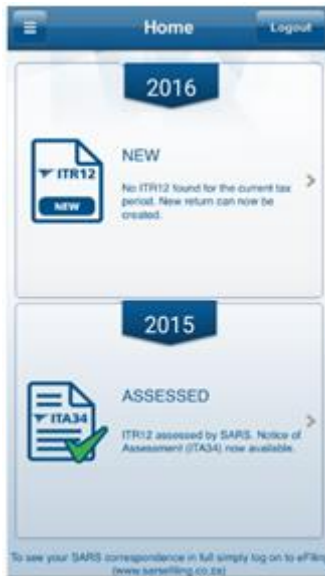 Home
Logout
2016
ITR12
NEW
NEW
No ITR12 found for the current tax
period. New return can now be
created.
2015
ITA34
ASSESSED
ITR12 assessed by SARS. Notice of
Assessment (ITA34) now available.
To see your SARS correspondence in full simply log on to eFiling
(www.sarsefiling.co.za)